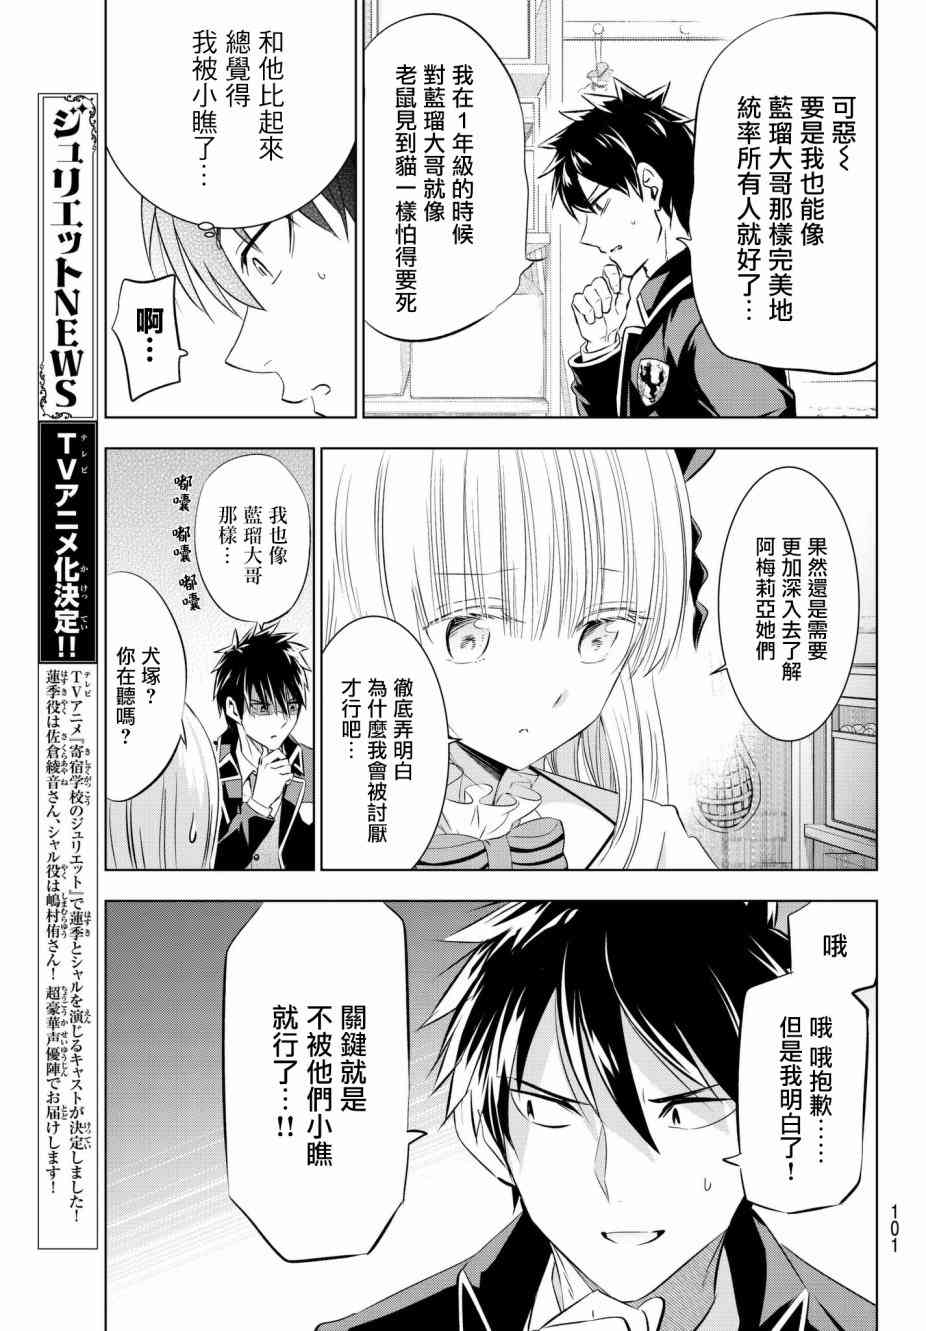 可惡～
要是我也能像
藍瑠大哥那樣完美地
統率所有人就好了…
我在1年級的時候
對藍瑠大哥就像
老鼠見到貓一樣怕得要死
和他比起來
總覺得
我被小瞧了…
啊…
果然還是需要
更加深入去了解
阿梅莉亞她們
徹底弄明白
為什麼我會被討厭
才行吧…
我也像
藍瑠大哥
那樣…
嘟囔
嘟囔
嘟囔
犬塚？
你在聽嗎？
哦
哦 哦抱歉……
但是我明白了！
關鍵就是
不被他們小瞧
就行了…!!
ジュリエットNEWS
TVアニメ化決定!!
TVアニメ『寄宿学校のジュリエット』で蓮季とシャルを演じるキャストが決定しました！
蓮季役は佐倉綾音さん、シャル役は嶋村侑さん！ 超豪華声優陣でお届けします！
101